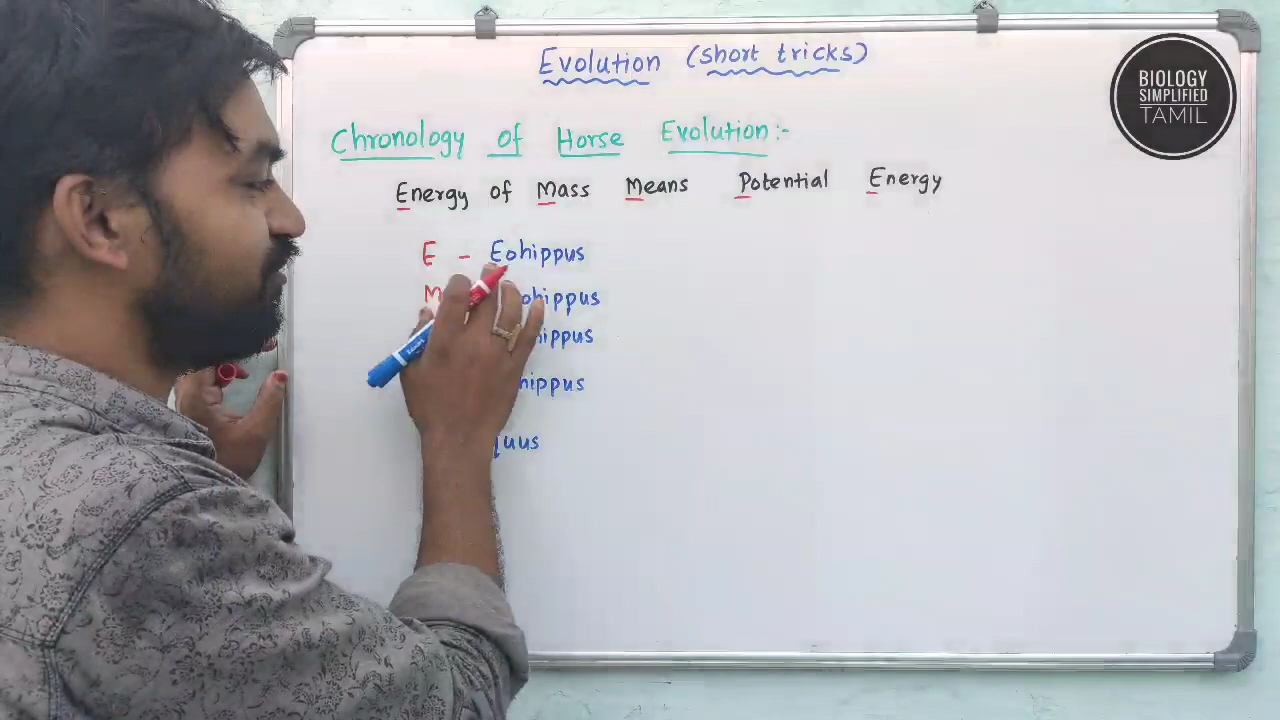 Evolution (short tricks)
BIOLOGY
SIMPLIFIED
TAMIL
Chronology of Horse Evolution:-
Energy of Mass Means Potential Energy
E - Eohippus
M ohippus
hippus
hippus
quus